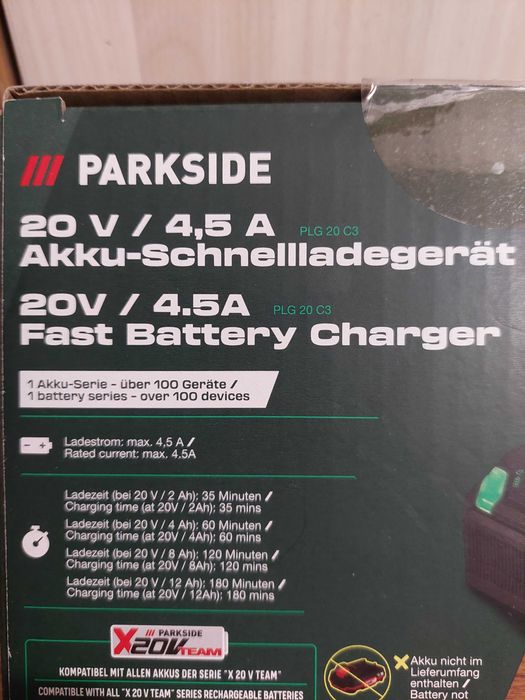 PARKSIDE
20 V / 4,5 A PLG 20 C3
Akku-Schnellladegerät
20V / 4.5A PLG 20 C3
Fast Battery Charger
1 Akku-Serie - über 100 Geräte /
1 battery series - over 100 devices
Ladestrom: max. 4,5 A /
Rated current: max. 4.5A
Ladezeit (bei 20 V / 2 Ah): 35 Minuten /
Charging time (at 20V / 2Ah): 35 mins
Ladezeit (bei 20 V / 4 Ah): 60 Minuten /
Charging time (at 20V / 4Ah): 60 mins
Ladezeit (bei 20 V / 8 Ah): 120 Minuten /
Charging time (at 20V / 8Ah): 120 mins
Ladezeit (bei 20 V / 12 Ah): 180 Minuten /
Charging time (at 20V / 12Ah): 180 mins
PARKSIDE
X20V TEAM
KOMPATIBEL MIT ALLEN AKKUS DER SERIE "X 20 V TEAM"
COMPATIBLE WITH ALL "X 20 V TEAM" SERIES RECHARGEABLE BATTERIES
Akku nicht im
Lieferumfang
enthalten /
Battery not